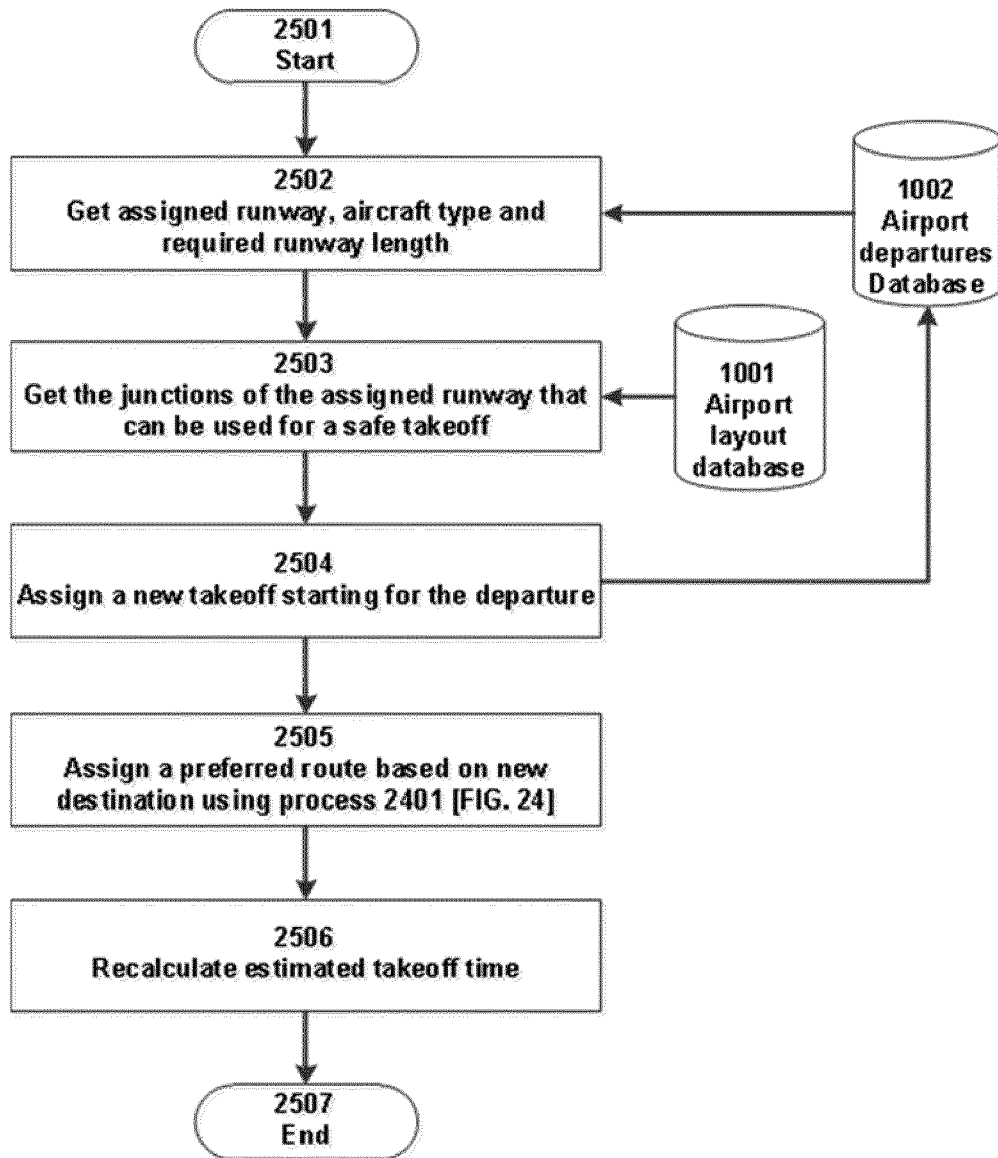 2501
Start
2502
Get assigned runway, aircraft type and
required runway length
1002
Airport
departures
Database
2503
Get the junctions of the assigned runway that
can be used for a safe takeoff
1001
Airport
layout
database
2504
Assign a new takeoff starting for the departure
2505
Assign a preferred route based on new
destination using process 2401 [FIG. 24]
2506
Recalculate estimated takeoff time
2507
End